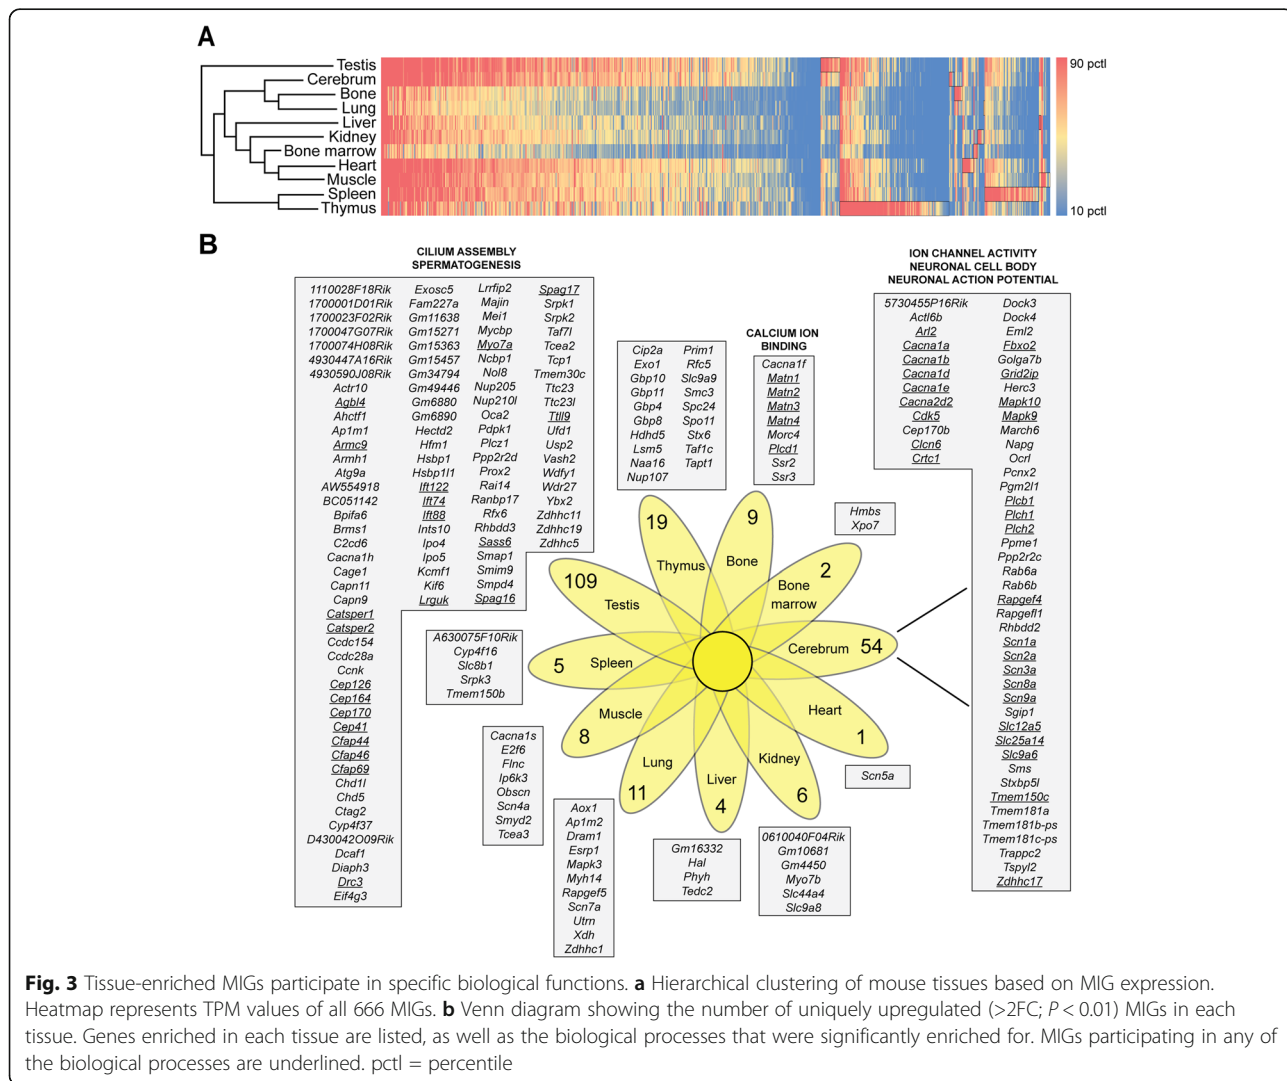 A
Testis
Cerebrum
Bone
Lung
Liver
Kidney
Bone marrow
Heart
Muscle
Spleen
Thymus
90 pctl
10 pctl
B
CILIUM ASSEMBLY
SPERMATOGENESIS
1110028F18Rik
1700001D01Rik
1700023F02Rik
1700047G07Rik
1700074H08Rik
4930447A16Rik
4930590J08Rik
Actr10
Agbl4
Ahctf1
Ap1m1
Armc9
Armh1
Atg9a
AW554918
BC051142
Bpifa6
Brms1
C2cd6
Cacna1h
Cage1
Capn11
Capn9
Catsper1
Catsper2
Ccdc154
Ccdc28a
Ccnk
Cep126
Cep164
Cep170
Cep41
Cfap44
Cfap46
Cfap69
Chd1l
Chd5
Ctag2
Cyp4f37
D430042O09Rik
Dcaf1
Diaph3
Drc3
Eif4g3
Exosc5
Fam227a
Gm11638
Gm15271
Gm15363
Gm15457
Gm34794
Gm49446
Gm6880
Gm6890
Hectd2
Hfm1
Hsbp1
Hsbp1l1
Ift122
Ift74
Ift88
Ints10
Ipo4
Ipo5
Kcmf1
Kif6
Lrguk
Lrrfip2
Majin
Mei1
Mycbp
Myo7a
Ncbp1
Nol8
Nup205
Nup210l
Oca2
Pdpk1
Plcz1
Ppp2r2d
Prox2
Rai14
Ranbp17
Rfx6
Rhbdd3
Sass6
Smap1
Smim9
Smpd4
Spag16
Spag17
Srpk1
Srpk2
Taf7l
Tcea2
Tcp1
Tmem30c
Ttc23
Ttc23l
Ttll9
Ufd1
Usp2
Vash2
Wdfy1
Wdr27
Ybx2
Zdhhc11
Zdhhc19
Zdhhc5
Cip2a
Exo1
Gbp10
Gbp11
Gbp4
Gbp8
Hdhd5
Lsm5
Naa16
Nup107
Prim1
Rfc5
Slc9a9
Smc3
Spc24
Spo11
Stx6
Taf1c
Tapt1
CALCIUM ION
BINDING
Cacna1f
Matn1
Matn2
Matn3
Matn4
Morc4
Plcd1
Ssr2
Ssr3
Hmbs
Xpo7
ION CHANNEL ACTIVITY
NEURONAL CELL BODY
NEURONAL ACTION POTENTIAL
5730455P16Rik
Actl6b
Arl2
Cacna1a
Cacna1b
Cacna1d
Cacna1e
Cacna2d2
Cdk5
Cep170b
Clcn6
Crtc1
Dock3
Dock4
Eml2
Fbxo2
Golga7b
Grid2ip
Herc3
Mapk10
Mapk9
March6
Napg
Ocrl
Pcnx2
Pgm2l1
Plcb1
Plch1
Plch2
Ppme1
Ppp2r2c
Rab6a
Rab6b
Rapgef4
Rapgefl1
Rhbdd2
Scn1a
Scn2a
Scn3a
Scn8a
Scn9a
Sgip1
Slc12a5
Slc25a14
Slc9a6
Sms
Stxbp5l
Tmem150c
Tmem181a
Tmem181b-ps
Tmem181c-ps
Trappc2
Tspyl2
Zdhhc17
19
Thymus
9
Bone
2
Bone
marrow
109
Testis
Cerebrum 54
5 Spleen
Heart
1
Muscle
8
Lung
11
Liver
4
Kidney
6
A630075F10Rik
Cyp4f16
Slc8b1
Srpk3
Tmem150b
Cacna1s
E2f6
Flnc
Ip6k3
Obscn
Scn4a
Smyd2
Tcea3
Aox1
Ap1m2
Dram1
Esrp1
Mapk3
Myh14
Rapgef5
Scn7a
Utrn
Xdh
Zdhhc1
Gm16332
Hal
Phyh
Tedc2
0610040F04Rik
Gm10681
Gm4450
Myo7b
Slc44a4
Slc9a8
Scn5a
Fig. 3 Tissue-enriched MIGs participate in specific biological functions. a Hierarchical clustering of mouse tissues based on MIG expression.
Heatmap represents TPM values of all 666 MIGs. b Venn diagram showing the number of uniquely upregulated (>2FC; P < 0.01) MIGs in each
tissue. Genes enriched in each tissue are listed, as well as the biological processes that were significantly enriched for. MIGs participating in any of
the biological processes are underlined. pctl = percentile